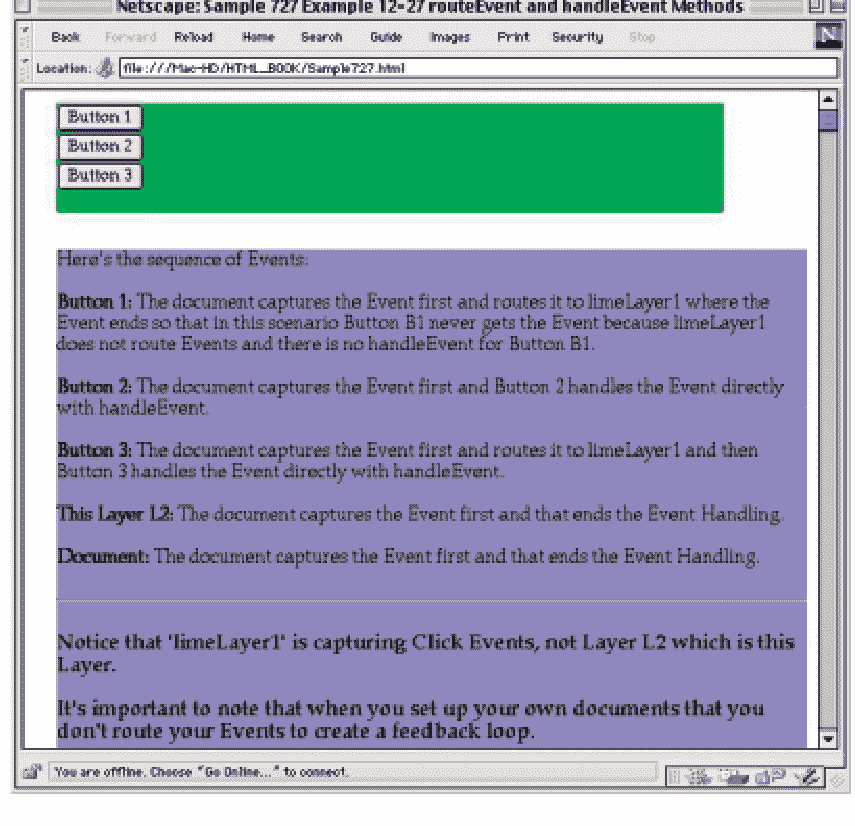 Netscape: Sample 727 Example 12-27 routeEvent and handleEvent Methods
Back Forward Reload Home Search Guide Images Print Security Stop
N
Location: file:///Mac-HD/HTML_BOOK/Sample727.html
Button 1
Button 2
Button 3
Here's the sequence of Events:
Button 1: The document captures the Event first and routes it to limeLayer1 where the
Event ends so that in this scenario Button B1 never gets the Event because limeLayer1
does not route Events and there is no handleEvent for Button B1.
Button 2: The document captures the Event first and Button 2 handles the Event directly
with handleEvent.
Button 3: The document captures the Event first and routes it to limeLayer1 and then
Button 3 handles the Event directly with handleEvent.
This Layer L2: The document captures the Event first and that ends the Event Handling.
Document: The document captures the Event first and that ends the Event Handling.
Notice that 'limeLayer1' is capturing Click Events, not Layer L2 which is this
Layer.
It's important to note that when you set up your own documents that you
don't route your Events to create a feedback loop.
You are offline. Choose "Go Online..." to connect.